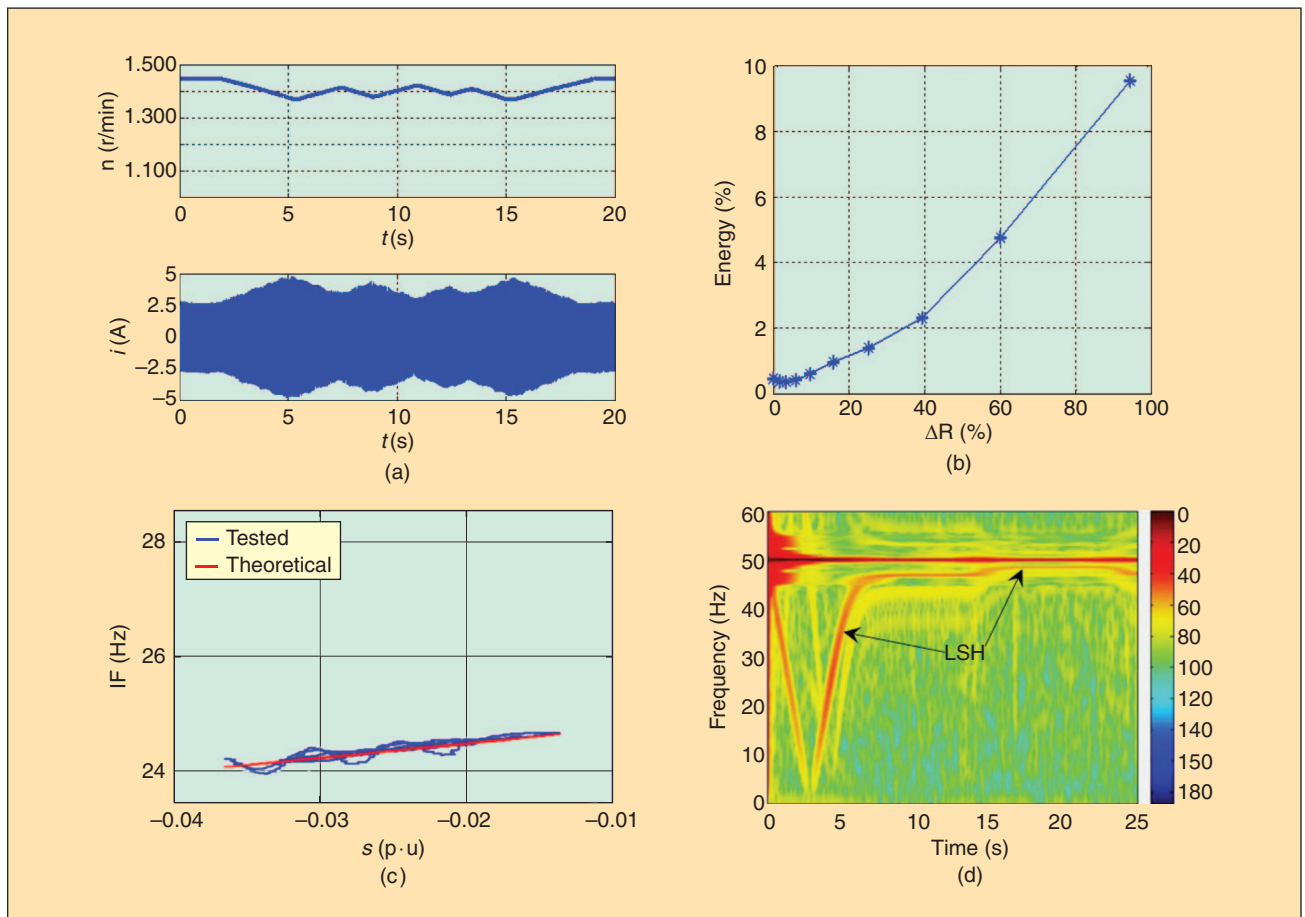 1.500
1.300
1.100
n (r/min)
0 5 10 15 20
t (s)
5
2.5
0
−2.5
−5
i (A)
0 5 10 15 20
t (s)
(a)
10
8
6
4
2
0
Energy (%)
0 20 40 60 80 100
ΔR (%)
(b)
Tested
Theoretical
28
26
24
IF (Hz)
−0.04 −0.03 −0.02 −0.01
s (p·u)
(c)
60
50
40
30
20
10
0
Frequency (Hz)
LSH
0 5 10 15 20 25
Time (s)
0
20
40
60
80
100
120
140
160
180
(d)